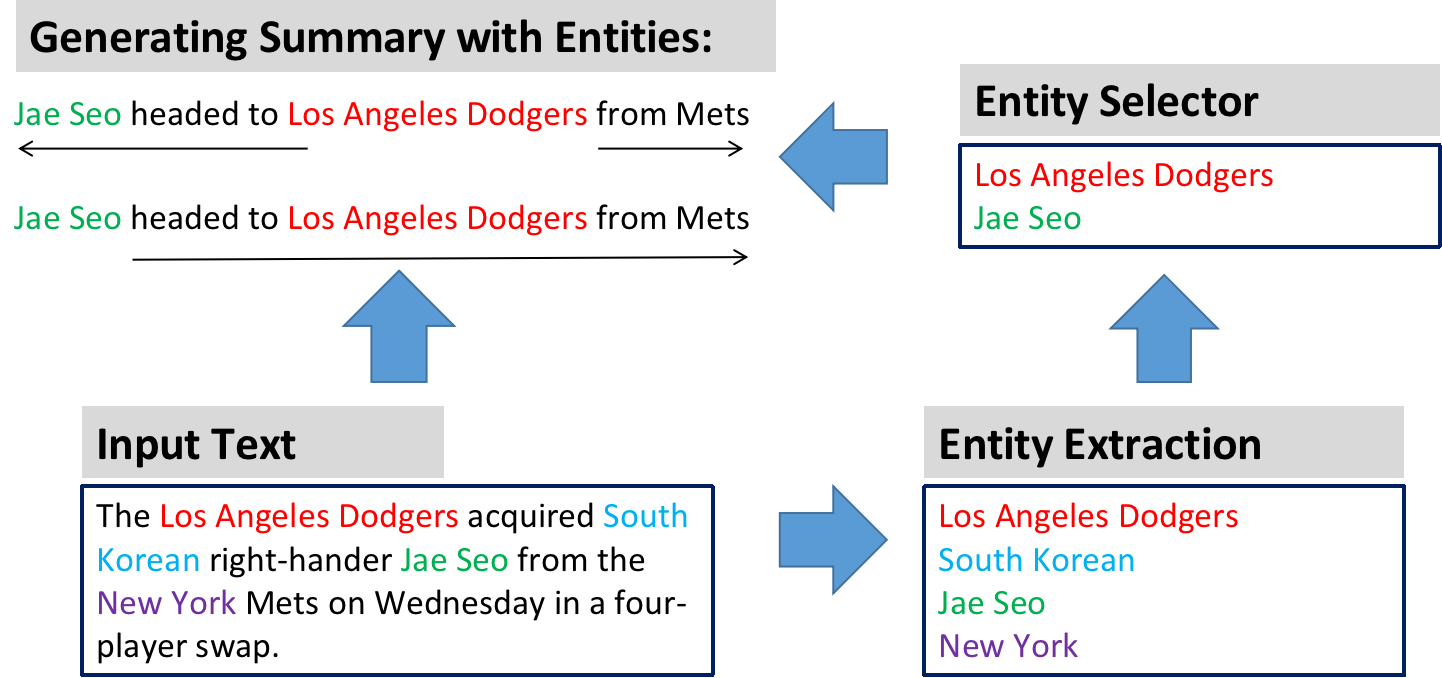 Generating Summary with Entities:
Jae Seo headed to Los Angeles Dodgers from Mets
Jae Seo headed to Los Angeles Dodgers from Mets
Entity Selector
Los Angeles Dodgers
Jae Seo
Input Text
The Los Angeles Dodgers acquired South
Korean right-hander Jae Seo from the
New York Mets on Wednesday in a four-
player swap.
Entity Extraction
Los Angeles Dodgers
South Korean
Jae Seo
New York